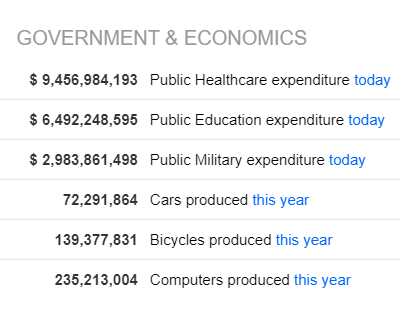 GOVERNMENT & ECONOMICS
$ 9,456,984,193 Public Healthcare expenditure today
$ 6,492,248,595 Public Education expenditure today
$ 2,983,861,498 Public Military expenditure today
72,291,864 Cars produced this year
139,377,831 Bicycles produced this year
235,213,004 Computers produced this year